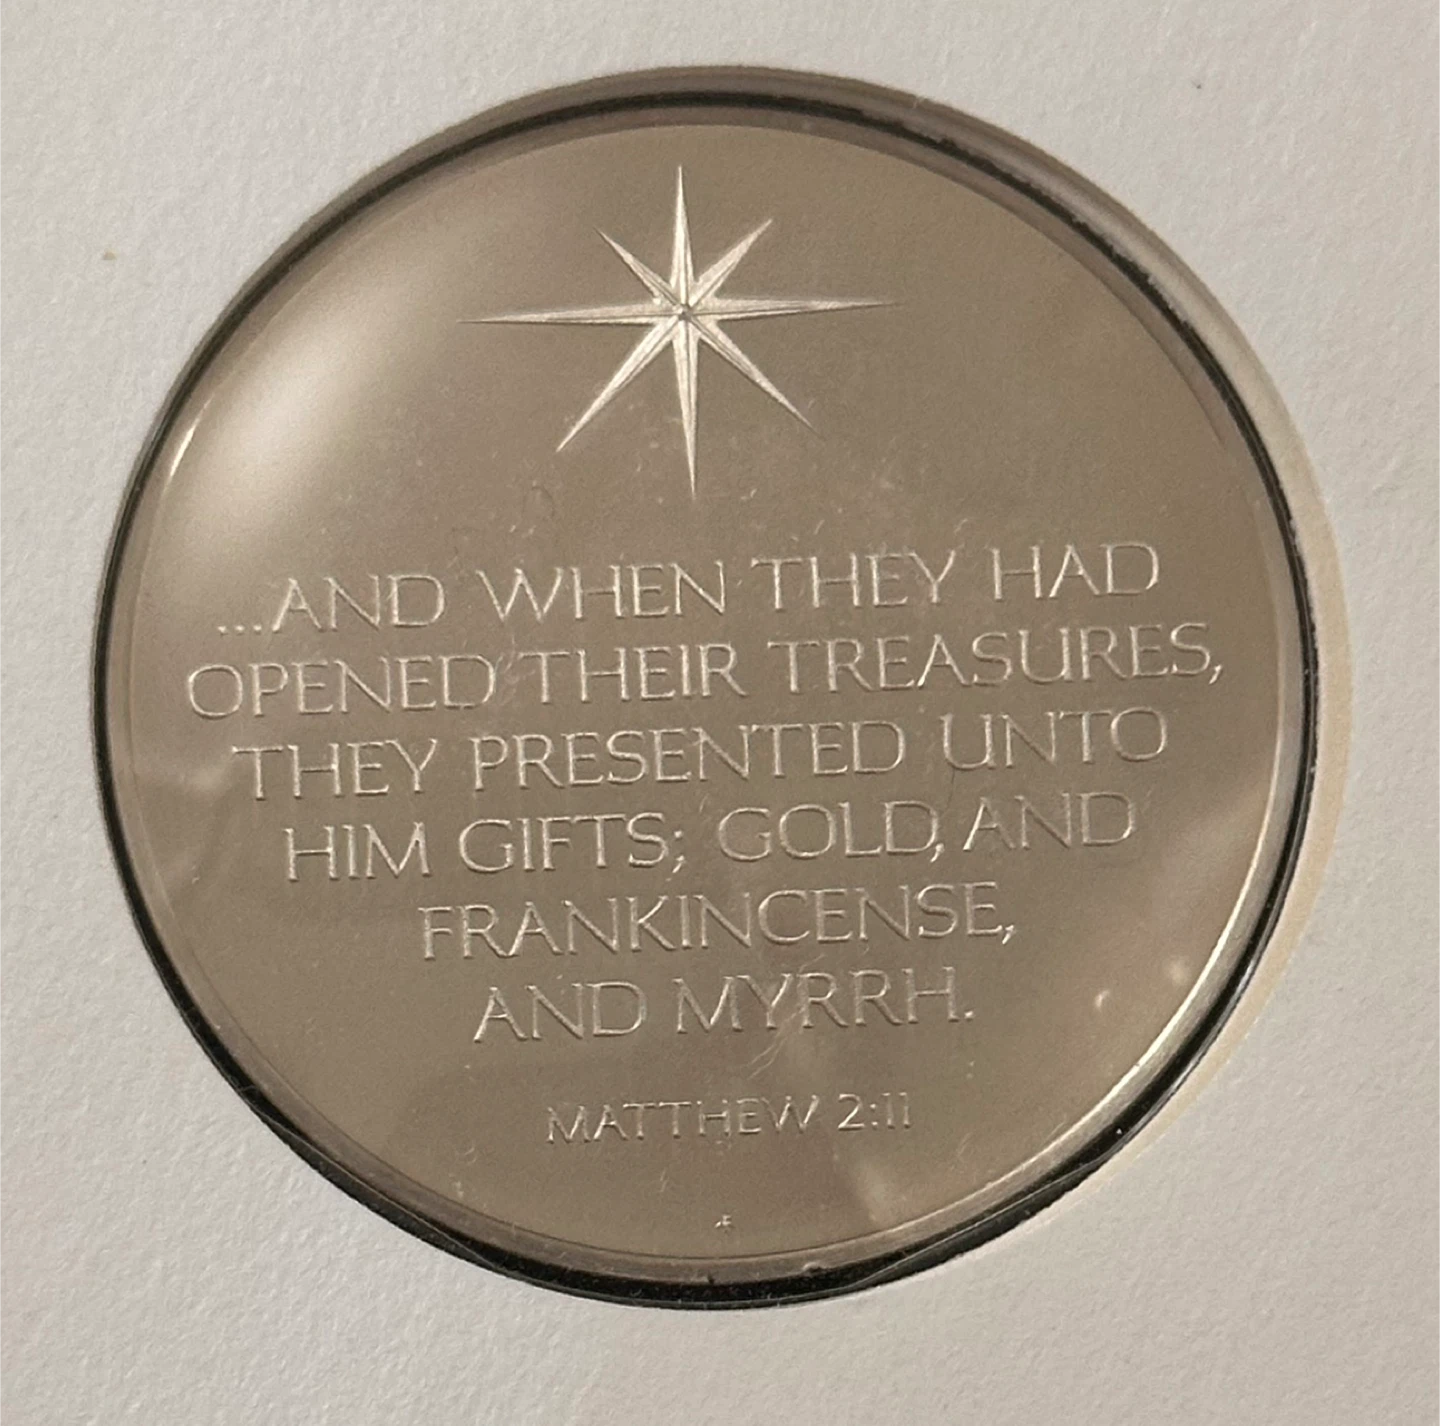 ...AND WHEN THEY HAD
OPENED THEIR TREASURES,
THEY PRESENTED UNTO
HIM GIFTS; GOLD, AND
FRANKINCENSE,
AND MYRRH.
MATTHEW 2:11